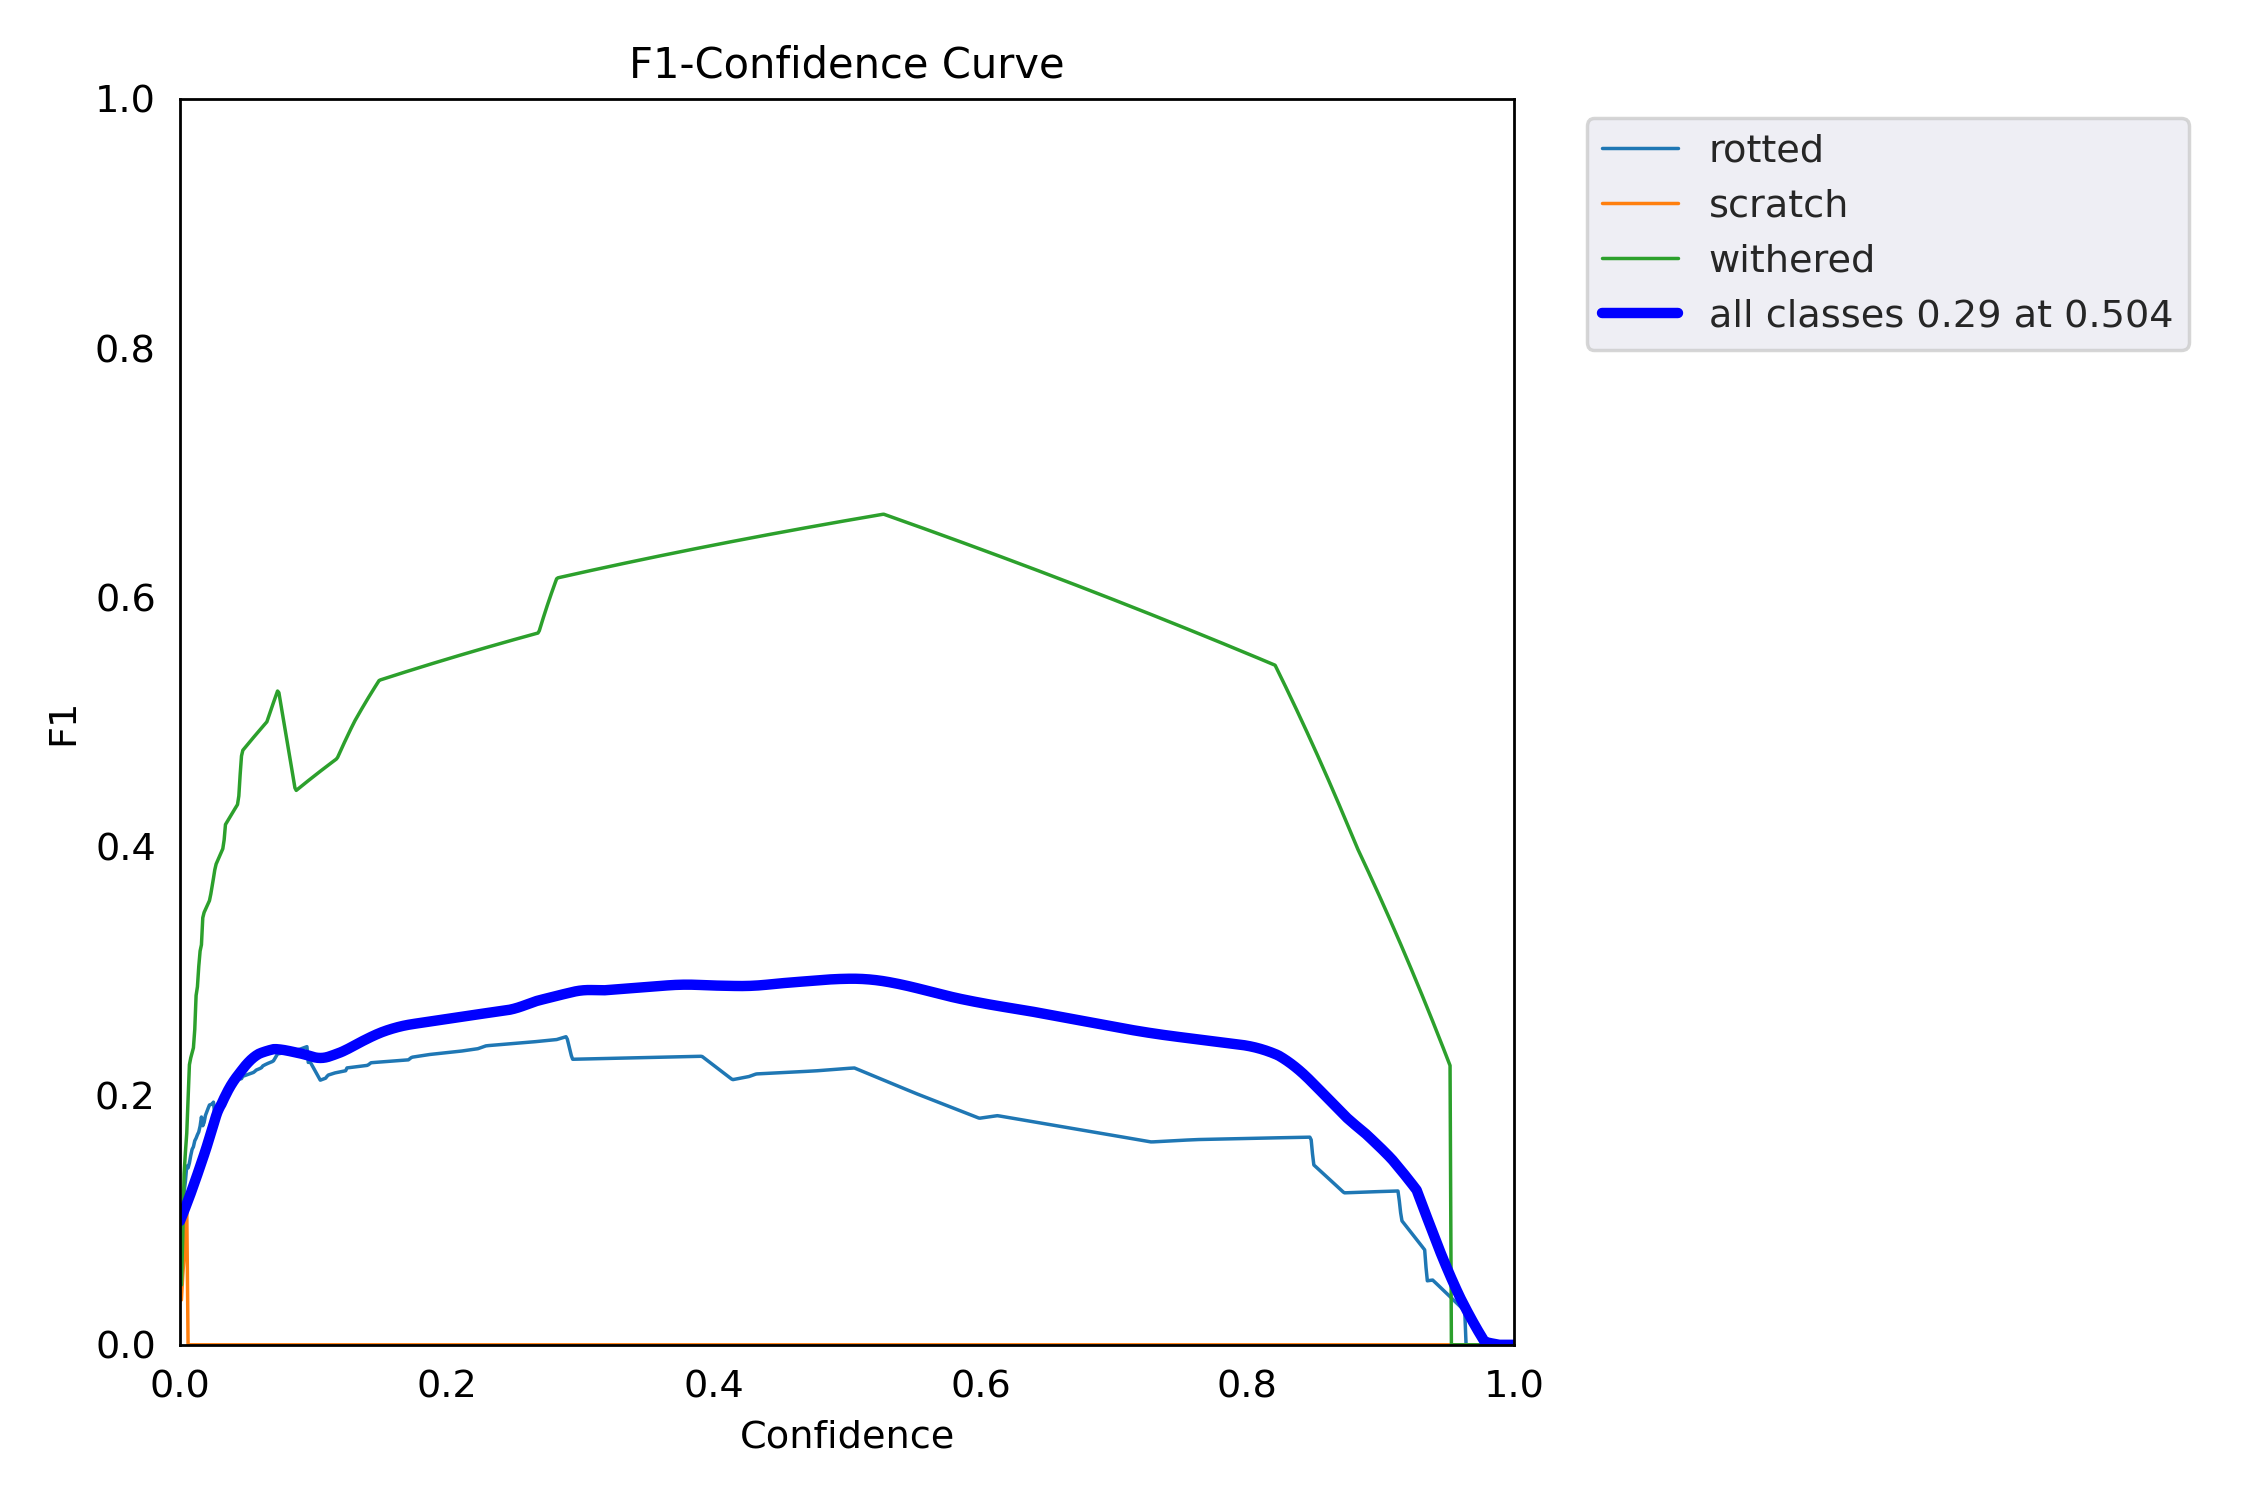 F1-Confidence Curve
1.0
0.8
0.6
0.4
0.2
0.0
F1
0.0 0.2 0.4 0.6 0.8 1.0
Confidence
rotted
scratch
withered
all classes 0.29 at 0.504